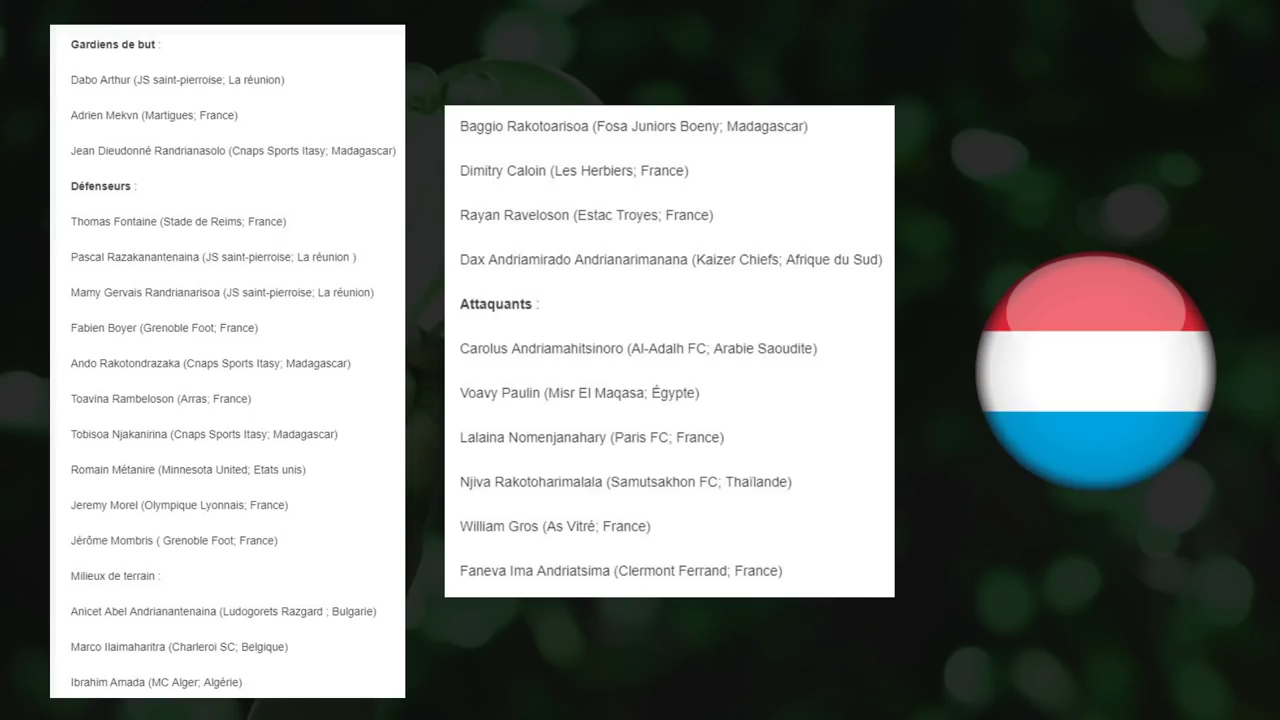 Gardiens de but :
Dabo Arthur (JS saint-pierroise; La réunion)
Adrien Mekvn (Martigues; France)
Jean Dieudonné Randrianasolo (Cnaps Sports Itasy; Madagascar)
Défenseurs :
Thomas Fontaine (Stade de Reims; France)
Pascal Razakanantenaina (JS saint-pierroise; La réunion )
Mamy Gervais Randrianarisoa (JS saint-pierroise; La réunion)
Fabien Boyer (Grenoble Foot; France)
Ando Rakotondrazaka (Cnaps Sports Itasy; Madagascar)
Toavina Rambeloson (Arras; France)
Tobisoa Njakanirina (Cnaps Sports Itasy; Madagascar)
Romain Métanire (Minnesota United; Etats unis)
Jeremy Morel (Olympique Lyonnais; France)
Jérôme Mombris ( Grenoble Foot; France)
Milieux de terrain :
Anicet Abel Andrianantenaina (Ludogorets Razgard ; Bulgarie)
Marco Ilaimaharitra (Charleroi SC; Belgique)
Ibrahim Amada (MC Alger; Algérie)
Baggio Rakotoarisoa (Fosa Juniors Boeny; Madagascar)
Dimitry Caloin (Les Herbiers; France)
Rayan Raveloson (Estac Troyes; France)
Dax Andriamirado Andrianarimanana (Kaizer Chiefs; Afrique du Sud)
Attaquants :
Carolus Andriamahitsinoro (Al-Adalh FC; Arabie Saoudite)
Voavy Paulin (Misr El Maqasa; Égypte)
Lalaina Nomenjanahary (Paris FC; France)
Njiva Rakotoharimalala (Samutsakhon FC; Thaïlande)
William Gros (As Vitré; France)
Faneva Ima Andriatsima (Clermont Ferrand; France)